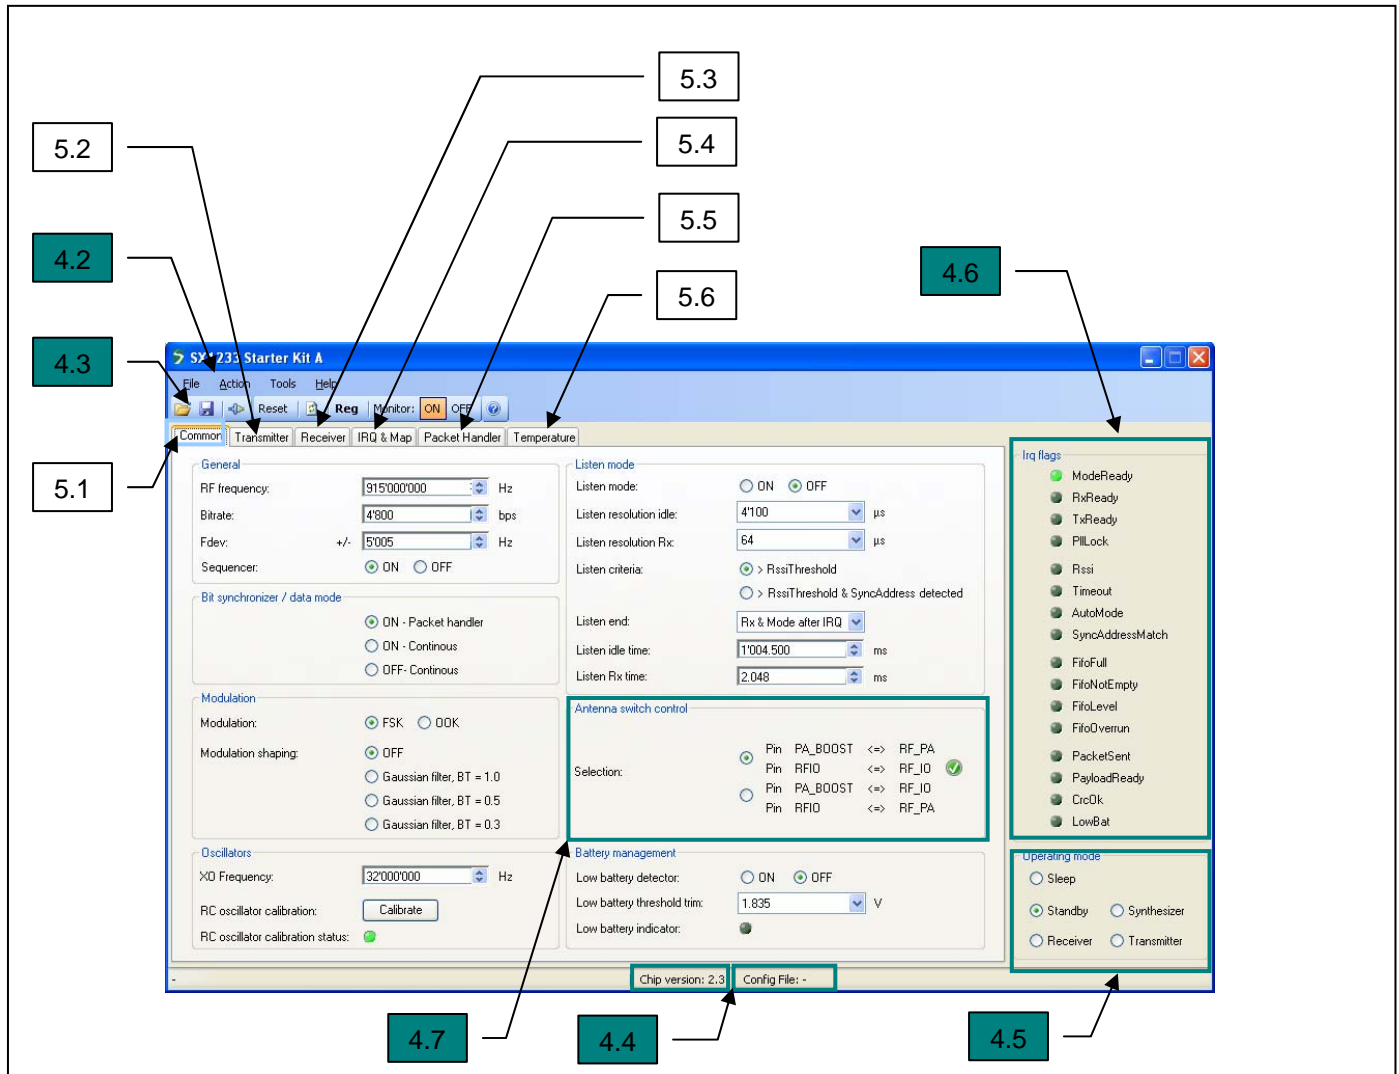 5.3
5.2
5.4
5.5
4.2
4.6
5.6
4.3
SX1233 Starter Kit A
File Action Tools Help
Reset Reg Monitor: ON OFF
Common Transmitter Receiver IRQ & Map Packet Handler Temperature
5.1
General
RF frequency: 915'000'000 Hz
Bitrate: 4'800 bps
Fdev: +/- 5'005 Hz
Sequencer: ON OFF
Bit synchronizer / data mode
ON - Packet handler
ON - Continous
OFF- Continous
Modulation
Modulation: FSK OOK
Modulation shaping: OFF
Gaussian filter, BT = 1.0
Gaussian filter, BT = 0.5
Gaussian filter, BT = 0.3
Oscillators
XO Frequency: 32'000'000 Hz
RC oscillator calibration: Calibrate
RC oscillator calibration status:
Listen mode
Listen mode: ON OFF
Listen resolution idle: 4'100 µs
Listen resolution Rx: 64 µs
Listen criteria: > RssiThreshold
> RssiThreshold & SyncAddress detected
Listen end: Rx & Mode after IRQ
Listen idle time: 1'004.500 ms
Listen Rx time: 2.048 ms
Antenna switch control
Selection:
Pin PA_BOOST <=> RF_PA
Pin RFIO <=> RF_IO
Pin PA_BOOST <=> RF_IO
Pin RFIO <=> RF_PA
Battery management
Low battery detector: ON OFF
Low battery threshold trim: 1.835 V
Low battery indicator:
Irq flags
ModeReady
RxReady
TxReady
PllLock
Rssi
Timeout
AutoMode
SyncAddressMatch
FifoFull
FifoNotEmpty
FifoLevel
FifoOverrun
PacketSent
PayloadReady
CrcOk
LowBat
Operating mode
Sleep
Standby Synthesizer
Receiver Transmitter
- Chip version: 2.3 Config File: -
4.7
4.4
4.5